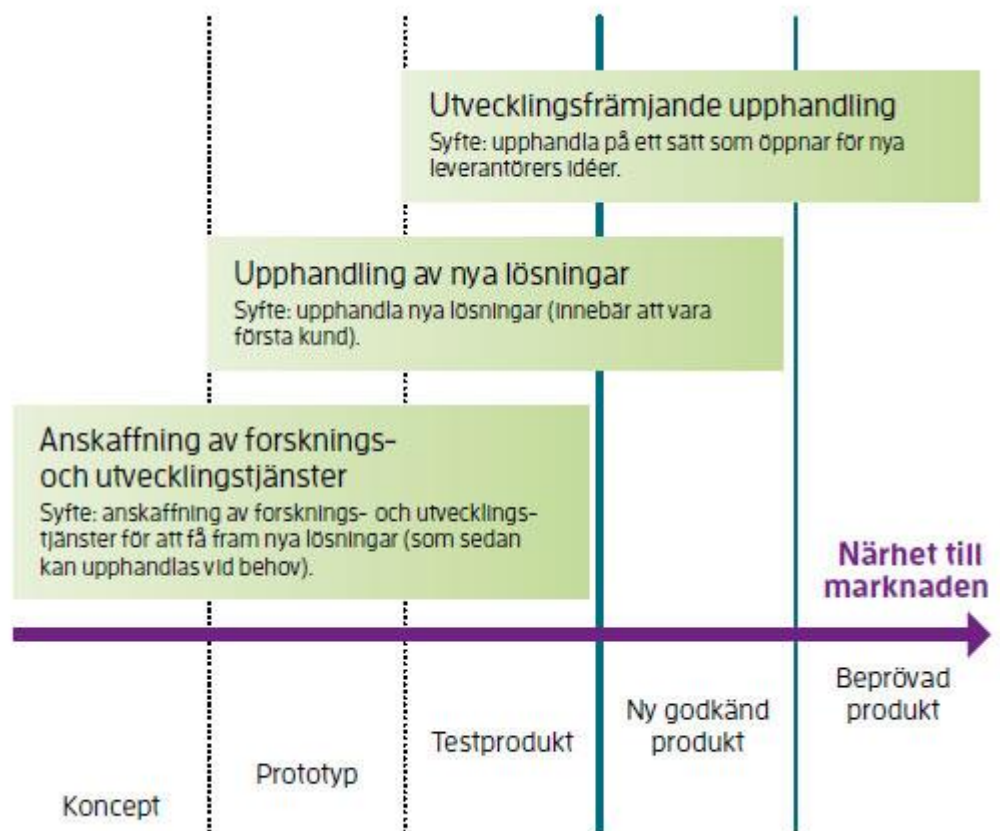 Utvecklingsfrämjande upphandling
Syfte: upphandla på ett sätt som öppnar för nya
leverantörers idéer.
Upphandling av nya lösningar
Syfte: upphandla nya lösningar (innebär att vara
första kund).
Anskaffning av forsknings-
och utvecklingstjänster
Syfte: anskaffning av forsknings- och utvecklings-
tjänster för att få fram nya lösningar (som sedan
kan upphandlas vid behov).
Närhet till
marknaden
Koncept
Prototyp
Testprodukt
Ny godkänd
produkt
Beprövad
produkt